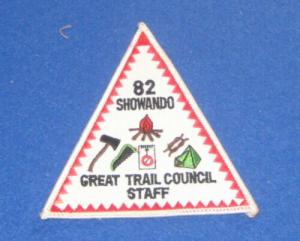 82
SHOWANDO
GREAT TRAIL COUNCIL
STAFF